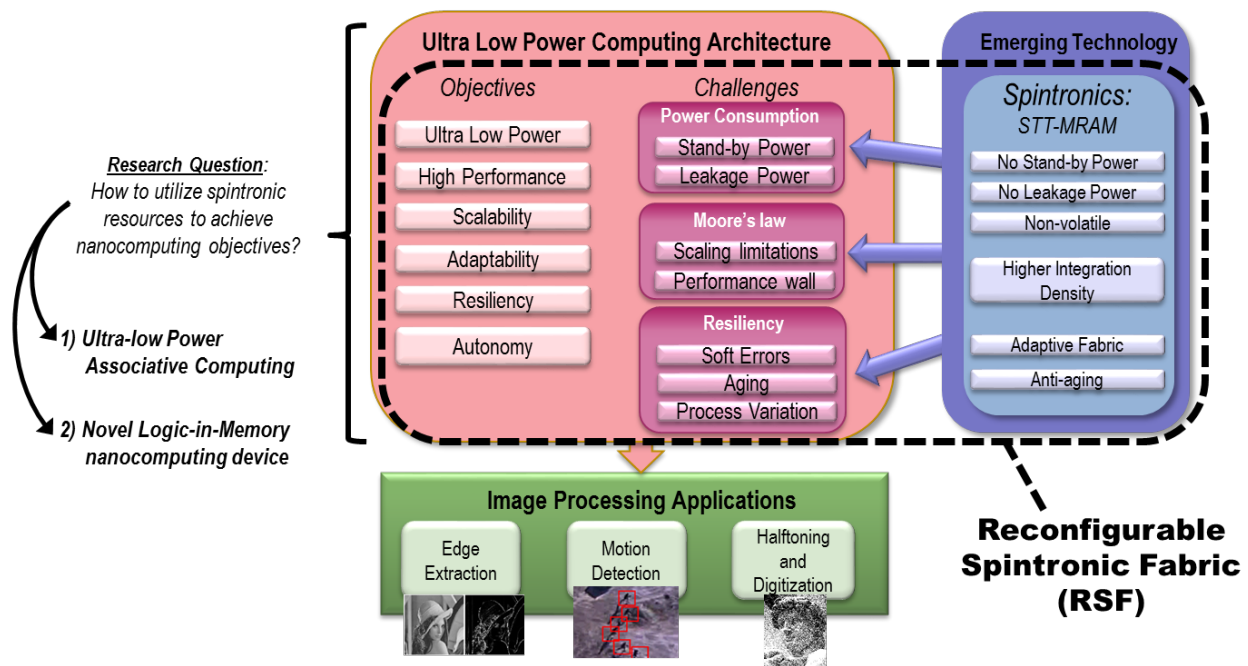 Research Question:
How to utilize spintronic
resources to achieve
nanocomputing objectives?
1) Ultra-low Power
Associative Computing
2) Novel Logic-in-Memory
nanocomputing device
Ultra Low Power Computing Architecture
Objectives
Ultra Low Power
High Performance
Scalability
Adaptability
Resiliency
Autonomy
Challenges
Power Consumption
Stand-by Power
Leakage Power
Moore's law
Scaling limitations
Performance wall
Resiliency
Soft Errors
Aging
Process Variation
Emerging Technology
Spintronics:
STT-MRAM
No Stand-by Power
No Leakage Power
Non-volatile
Higher Integration
Density
Adaptive Fabric
Anti-aging
Image Processing Applications
Edge
Extraction
Motion
Detection
Halftoning
and
Digitization
Reconfigurable
Spintronic Fabric
(RSF)